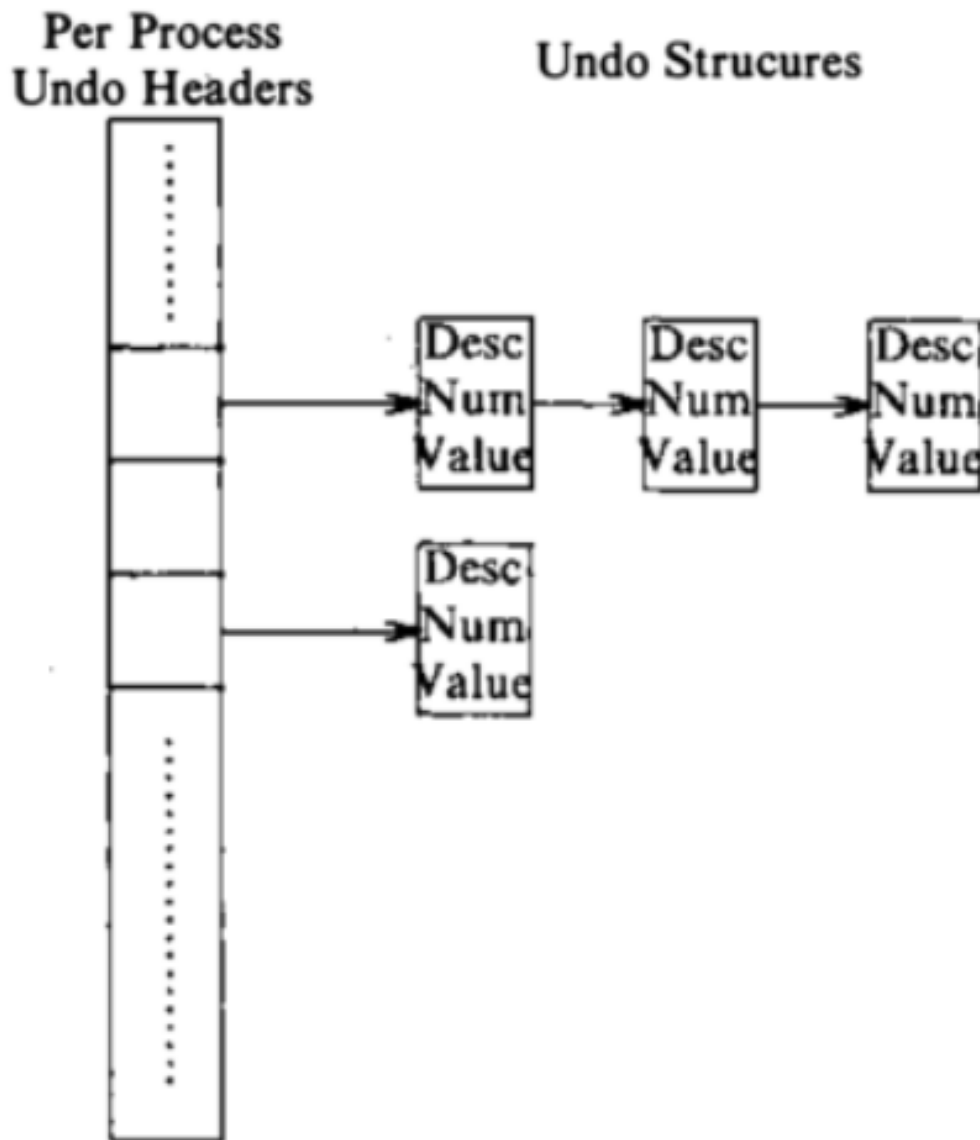 Per Process
Undo Headers
Undo Strucures
Desc
Num
Value
Desc
Num
Value
Desc
Num
Value
Desc
Num
Value